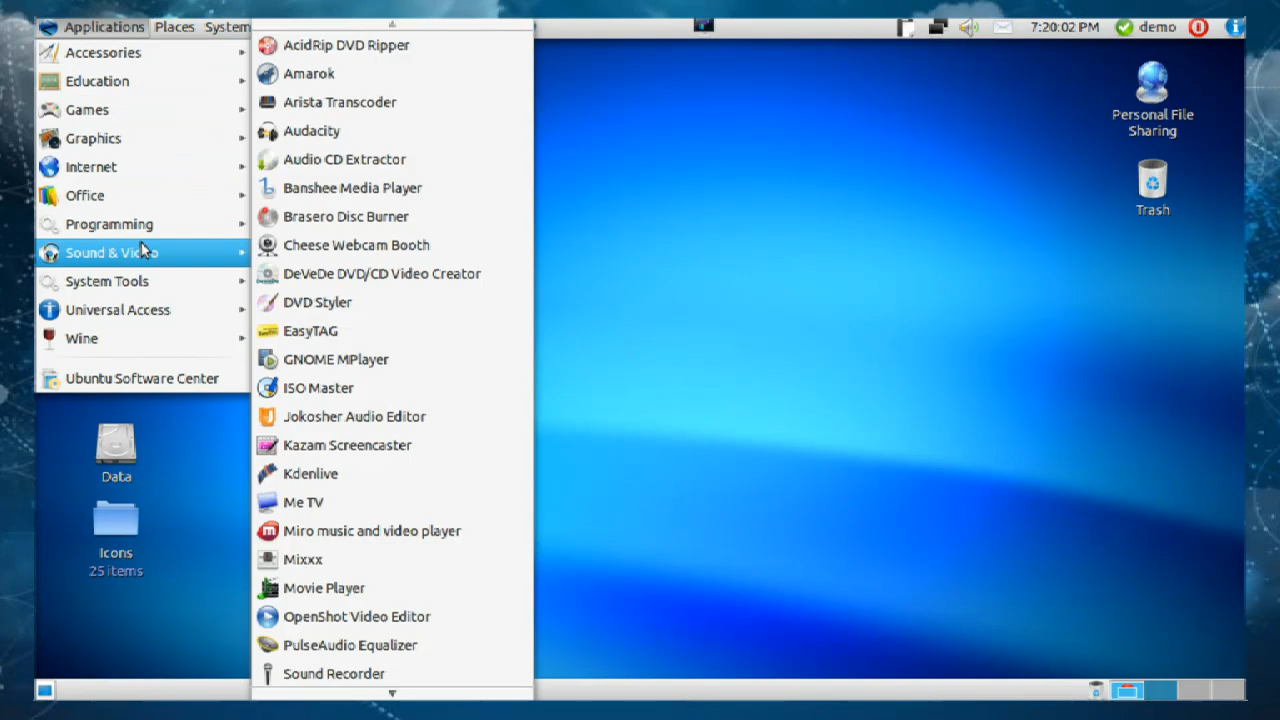 Applications Places System
7:20:02 PM demo
Accessories
Education
Games
Graphics
Internet
Office
Programming
Sound & Video
System Tools
Universal Access
Wine
Ubuntu Software Center
AcidRip DVD Ripper
Amarok
Arista Transcoder
Audacity
Audio CD Extractor
Banshee Media Player
Brasero Disc Burner
Cheese Webcam Booth
DeVeDe DVD/CD Video Creator
DVD Styler
EasyTAG
GNOME MPlayer
ISO Master
Jokosher Audio Editor
Kazam Screencaster
Kdenlive
Me TV
Miro music and video player
Mixxx
Movie Player
OpenShot Video Editor
PulseAudio Equalizer
Sound Recorder
Personal File
Sharing
Trash
Data
Icons
25 items